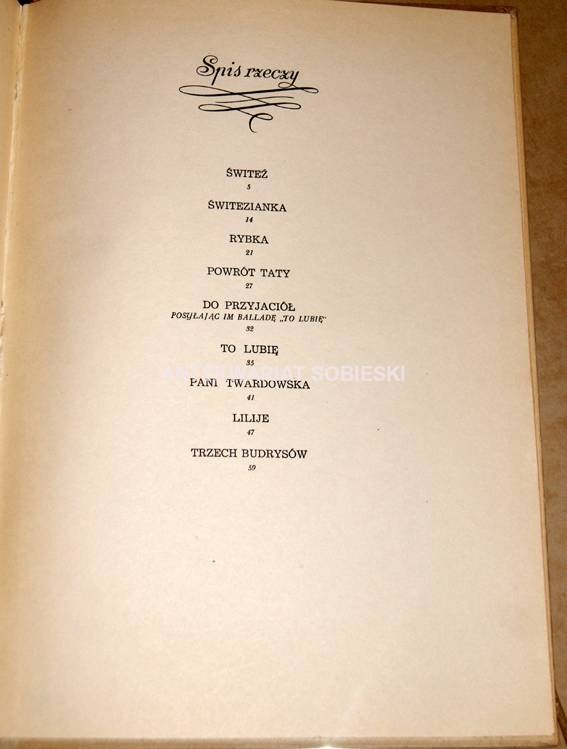 Spis rzeczy
ŚWITEŹ
5
ŚWITEZIANKA
14
RYBKA
21
POWRÓT TATY
27
DO PRZYJACIÓŁ
POSYŁAJĄC IM BALLADĘ „TO LUBIĘ”
32
TO LUBIĘ
35
ANTYKWARIAT SOBIESKI
PANI TWARDOWSKA
41
LILIJE
47
TRZECH BUDRYSÓW
59